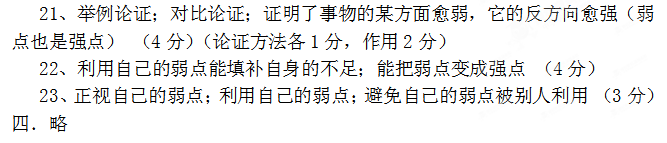 21、举例论证；对比论证；证明了事物的某方面愈弱，它的反方向愈强（弱
点也是强点） （4 分）（论证方法各 1 分，作用 2 分）
22、利用自己的弱点能填补自身的不足；能把弱点变成强点 （4 分）
23、正视自己的弱点；利用自己的弱点；避免自己的弱点被别人利用 （3 分）
四．略